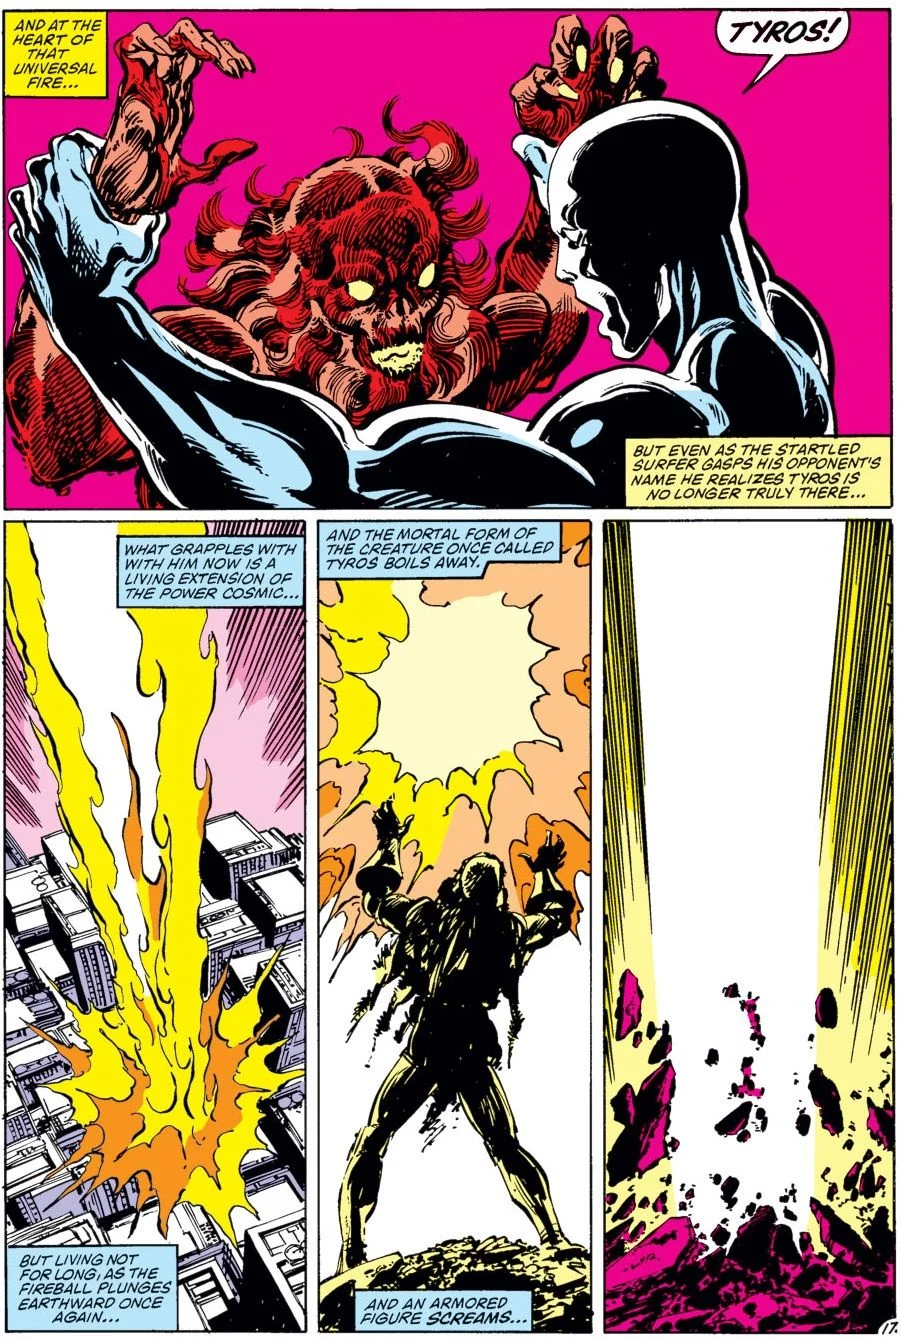 AND AT THE
HEART OF
THAT
UNIVERSAL
FIRE...
TYROS!
BUT EVEN AS THE STARTLED
SURFER GASPS HIS OPPONENT'S
NAME HE REALIZES TYROS IS
NO LONGER TRULY THERE...
WHAT GRAPPLES WITH
WITH HIM NOW IS A
LIVING EXTENSION OF
THE POWER COSMIC...
BUT LIVING NOT
FOR LONG, AS THE
FIREBALL PLUNGES
EARTHWARD ONCE
AGAIN...
AND THE MORTAL FORM OF
THE CREATURE ONCE CALLED
TYROS BOILS AWAY.
AND AN ARMORED
FIGURE SCREAMS...
17.